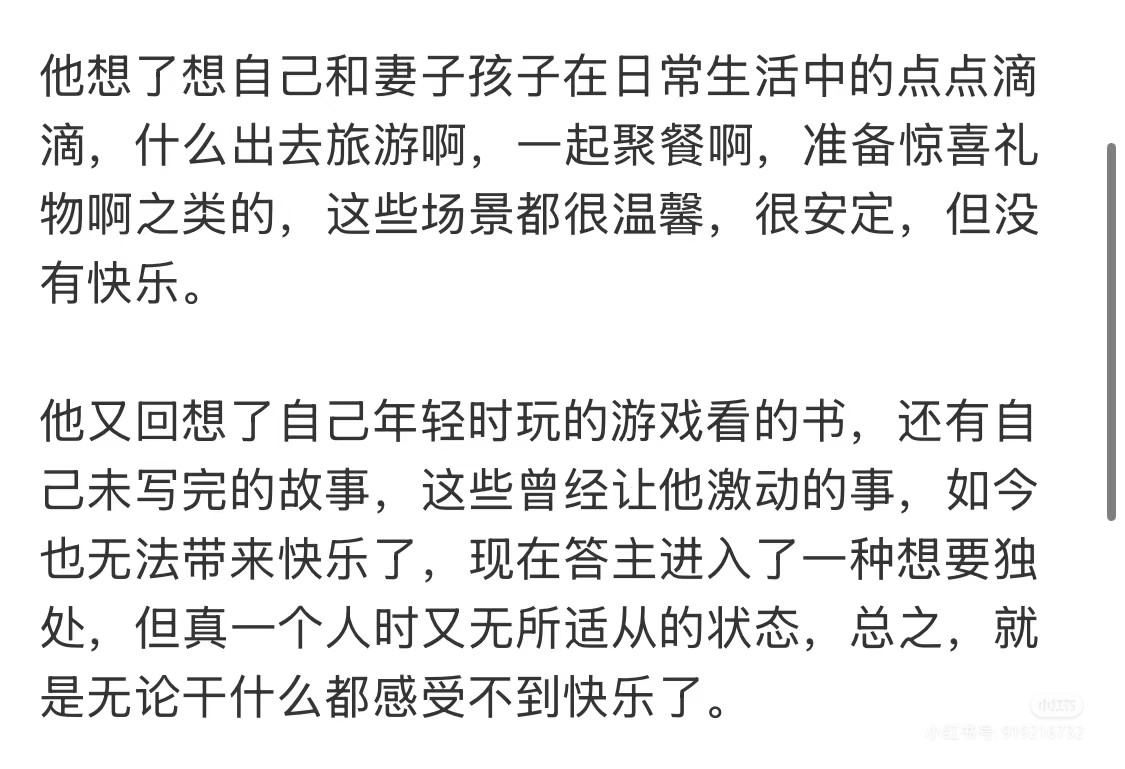 他想了想自己和妻子孩子在日常生活中的点点滴
滴，什么出去旅游啊，一起聚餐啊，准备惊喜礼
物啊之类的，这些场景都很温馨，很安定，但没
有快乐。
他又回想了自己年轻时玩的游戏看的书，还有自
己未写完的故事，这些曾经让他激动的事，如今
也无法带来快乐了，现在答主进入了一种想要独
处，但真一个人时又无所适从的状态，总之，就
是无论干什么都感受不到快乐了。
小红书
小红书号: 919216732